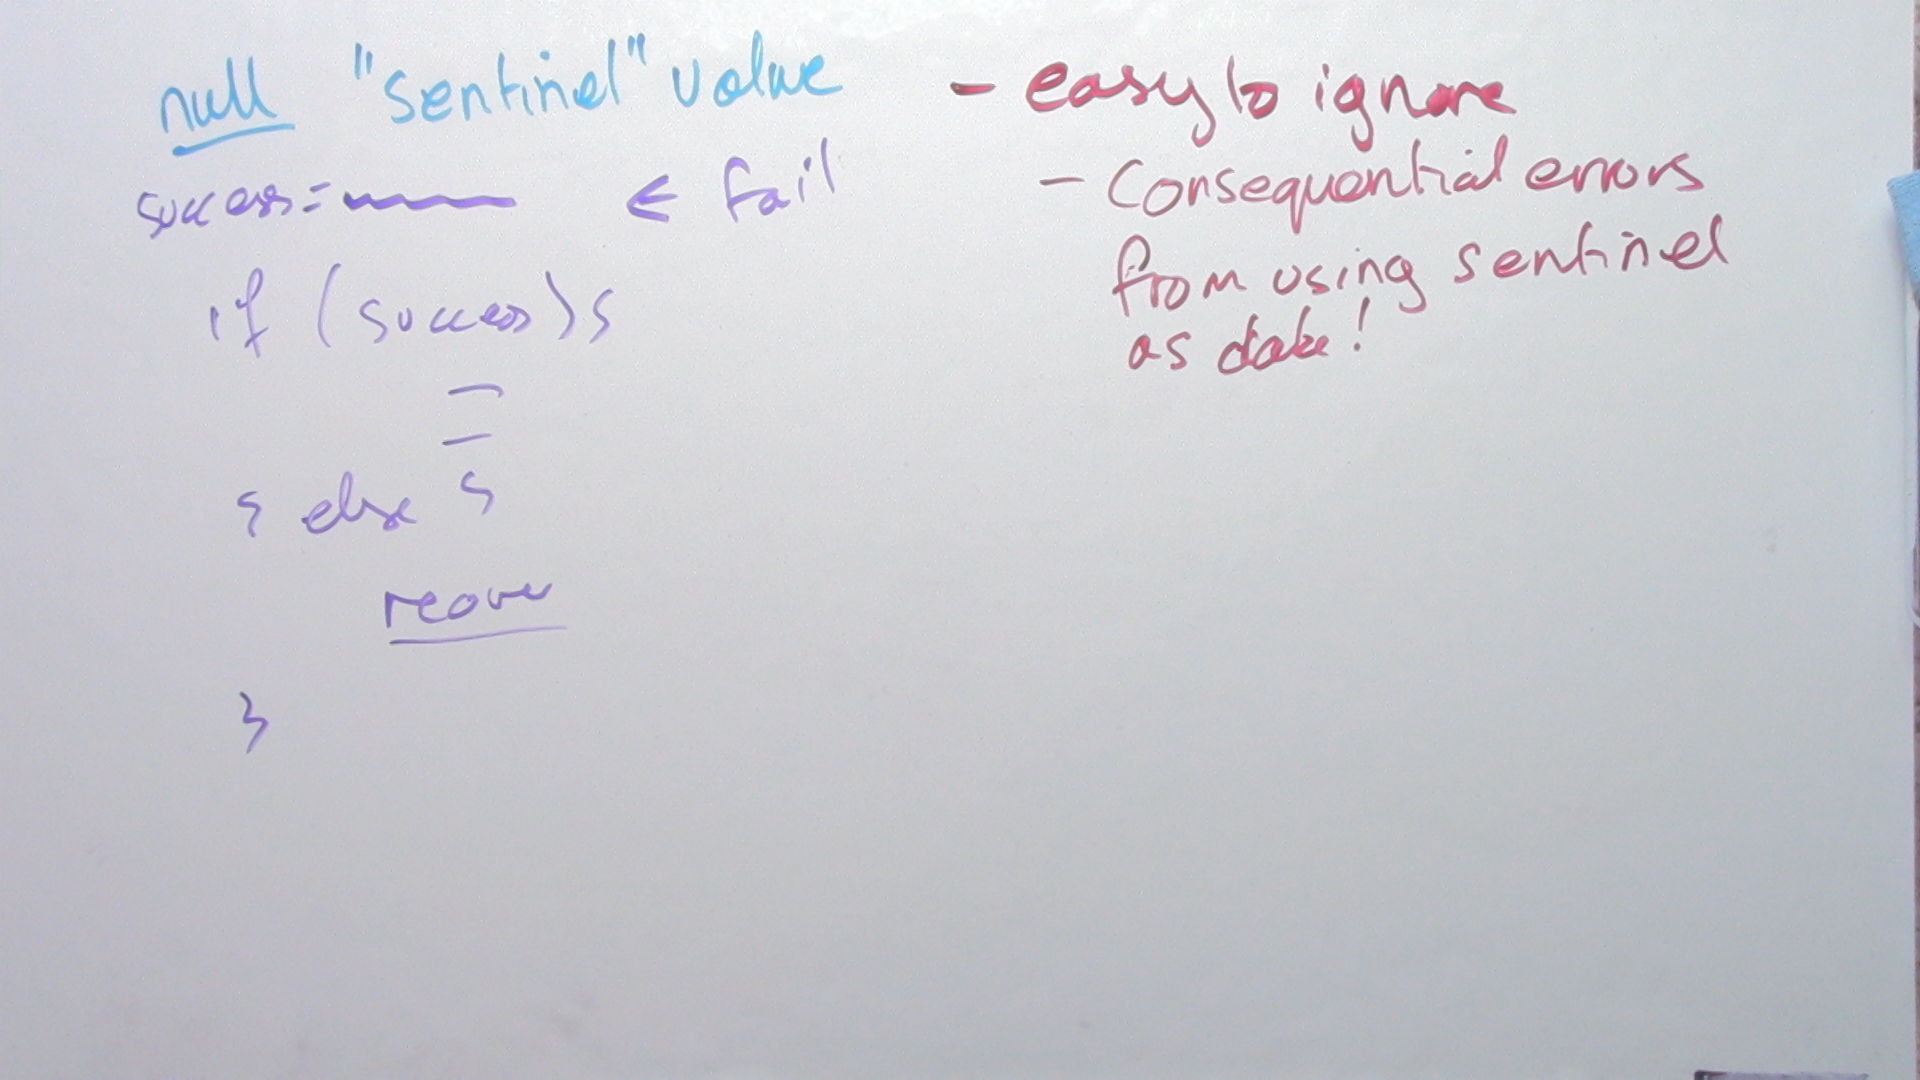 null "sentinel" value
success = ← fail
if (success) {
} else {
recover
}
- easy to ignore
- Consequential errors
from using sentinel
as data!